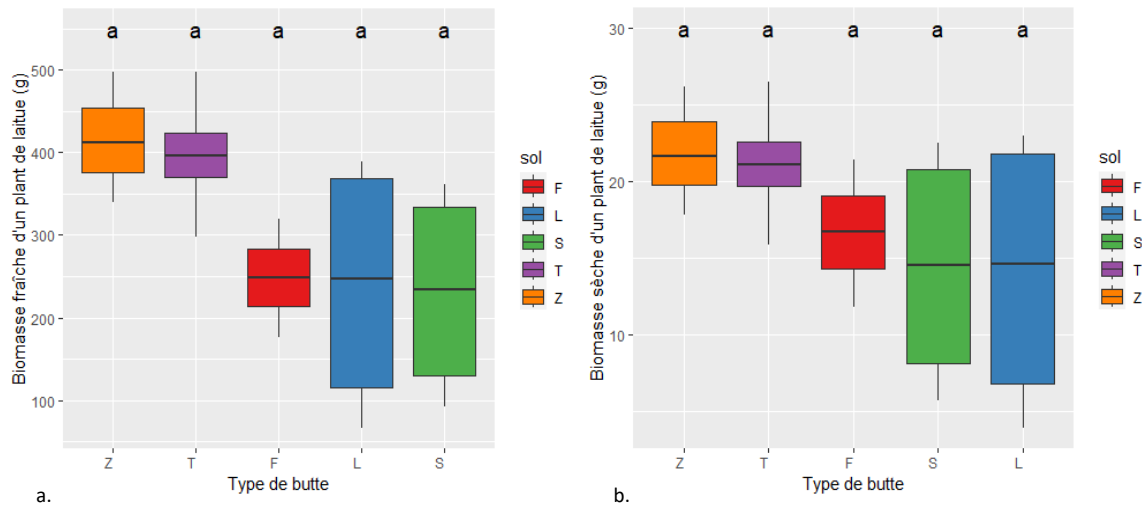 a a a a a
500
400
300
200
100
Biomasse fraîche d'un plant de laitue (g)
Z T F L S
Type de butte
sol
F
L
S
T
Z
a.
a a a a a
30
20
10
Biomasse sèche d'un plant de laitue (g)
Z T F S L
Type de butte
sol
F
L
S
T
Z
b.